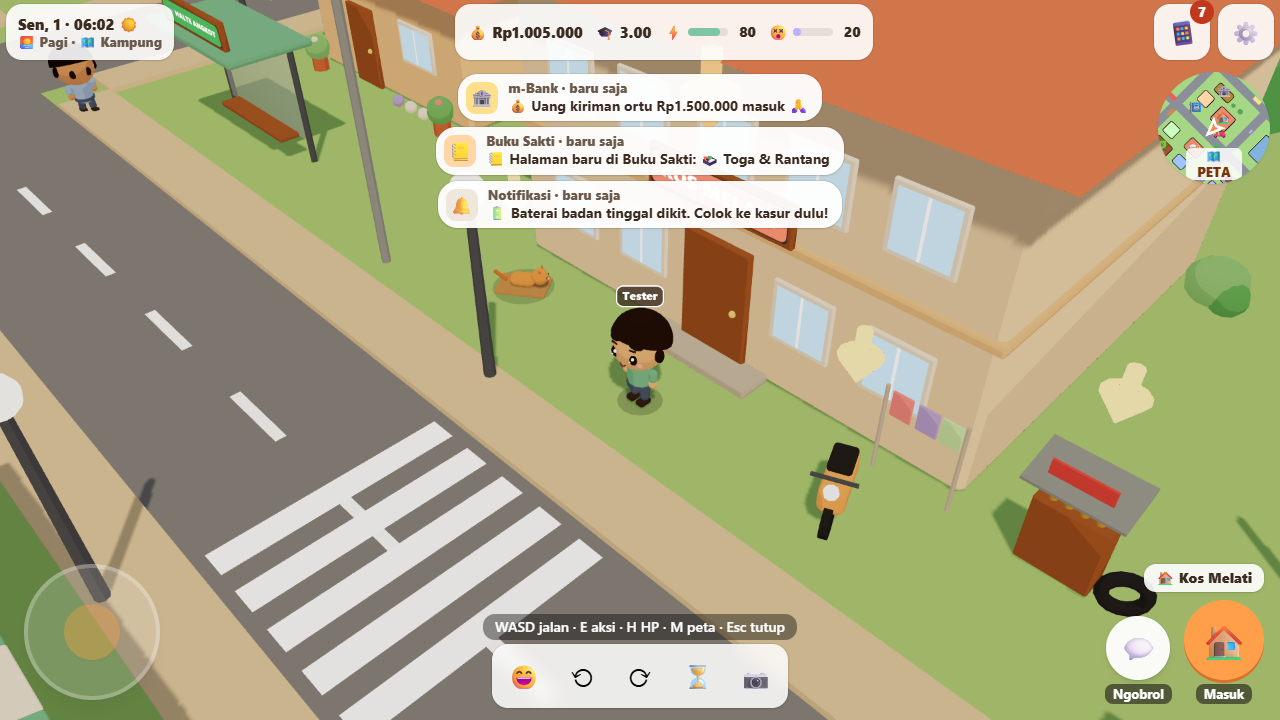 Sen, 1 · 06:02
Pagi · Kampung
HALTE ANGKOT
Rp1.005.000 3.00 80 20
7
m-Bank · baru saja
Uang kiriman ortu Rp1.500.000 masuk
Buku Sakti · baru saja
Halaman baru di Buku Sakti: Toga & Rantang
Notifikasi · baru saja
Baterai badan tinggal dikit. Colok ke kasur dulu!
PETA
Tester
Kos Melati
WASD jalan · E aksi · H HP · M peta · Esc tutup
Ngobrol
Masuk